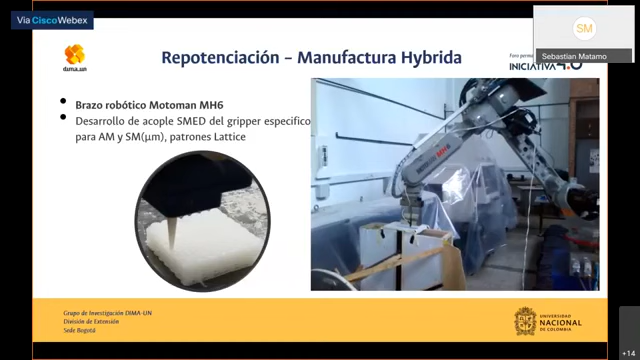 Via Cisco Webex
SM
Sebastian Matamo
dima.un
Repotenciación – Manufactura Hybrida
INICIATIVA 4.0
Brazo robótico Motoman MH6
Desarrollo de acople SMED del gripper especifico
para AM y SM(µm), patrones Lattice
MOTOMAN MH6
Grupo de Investigación DIMA-UN
División de Extensión
Sede Bogotá
UNIVERSIDAD
NACIONAL
DE COLOMBIA
+14